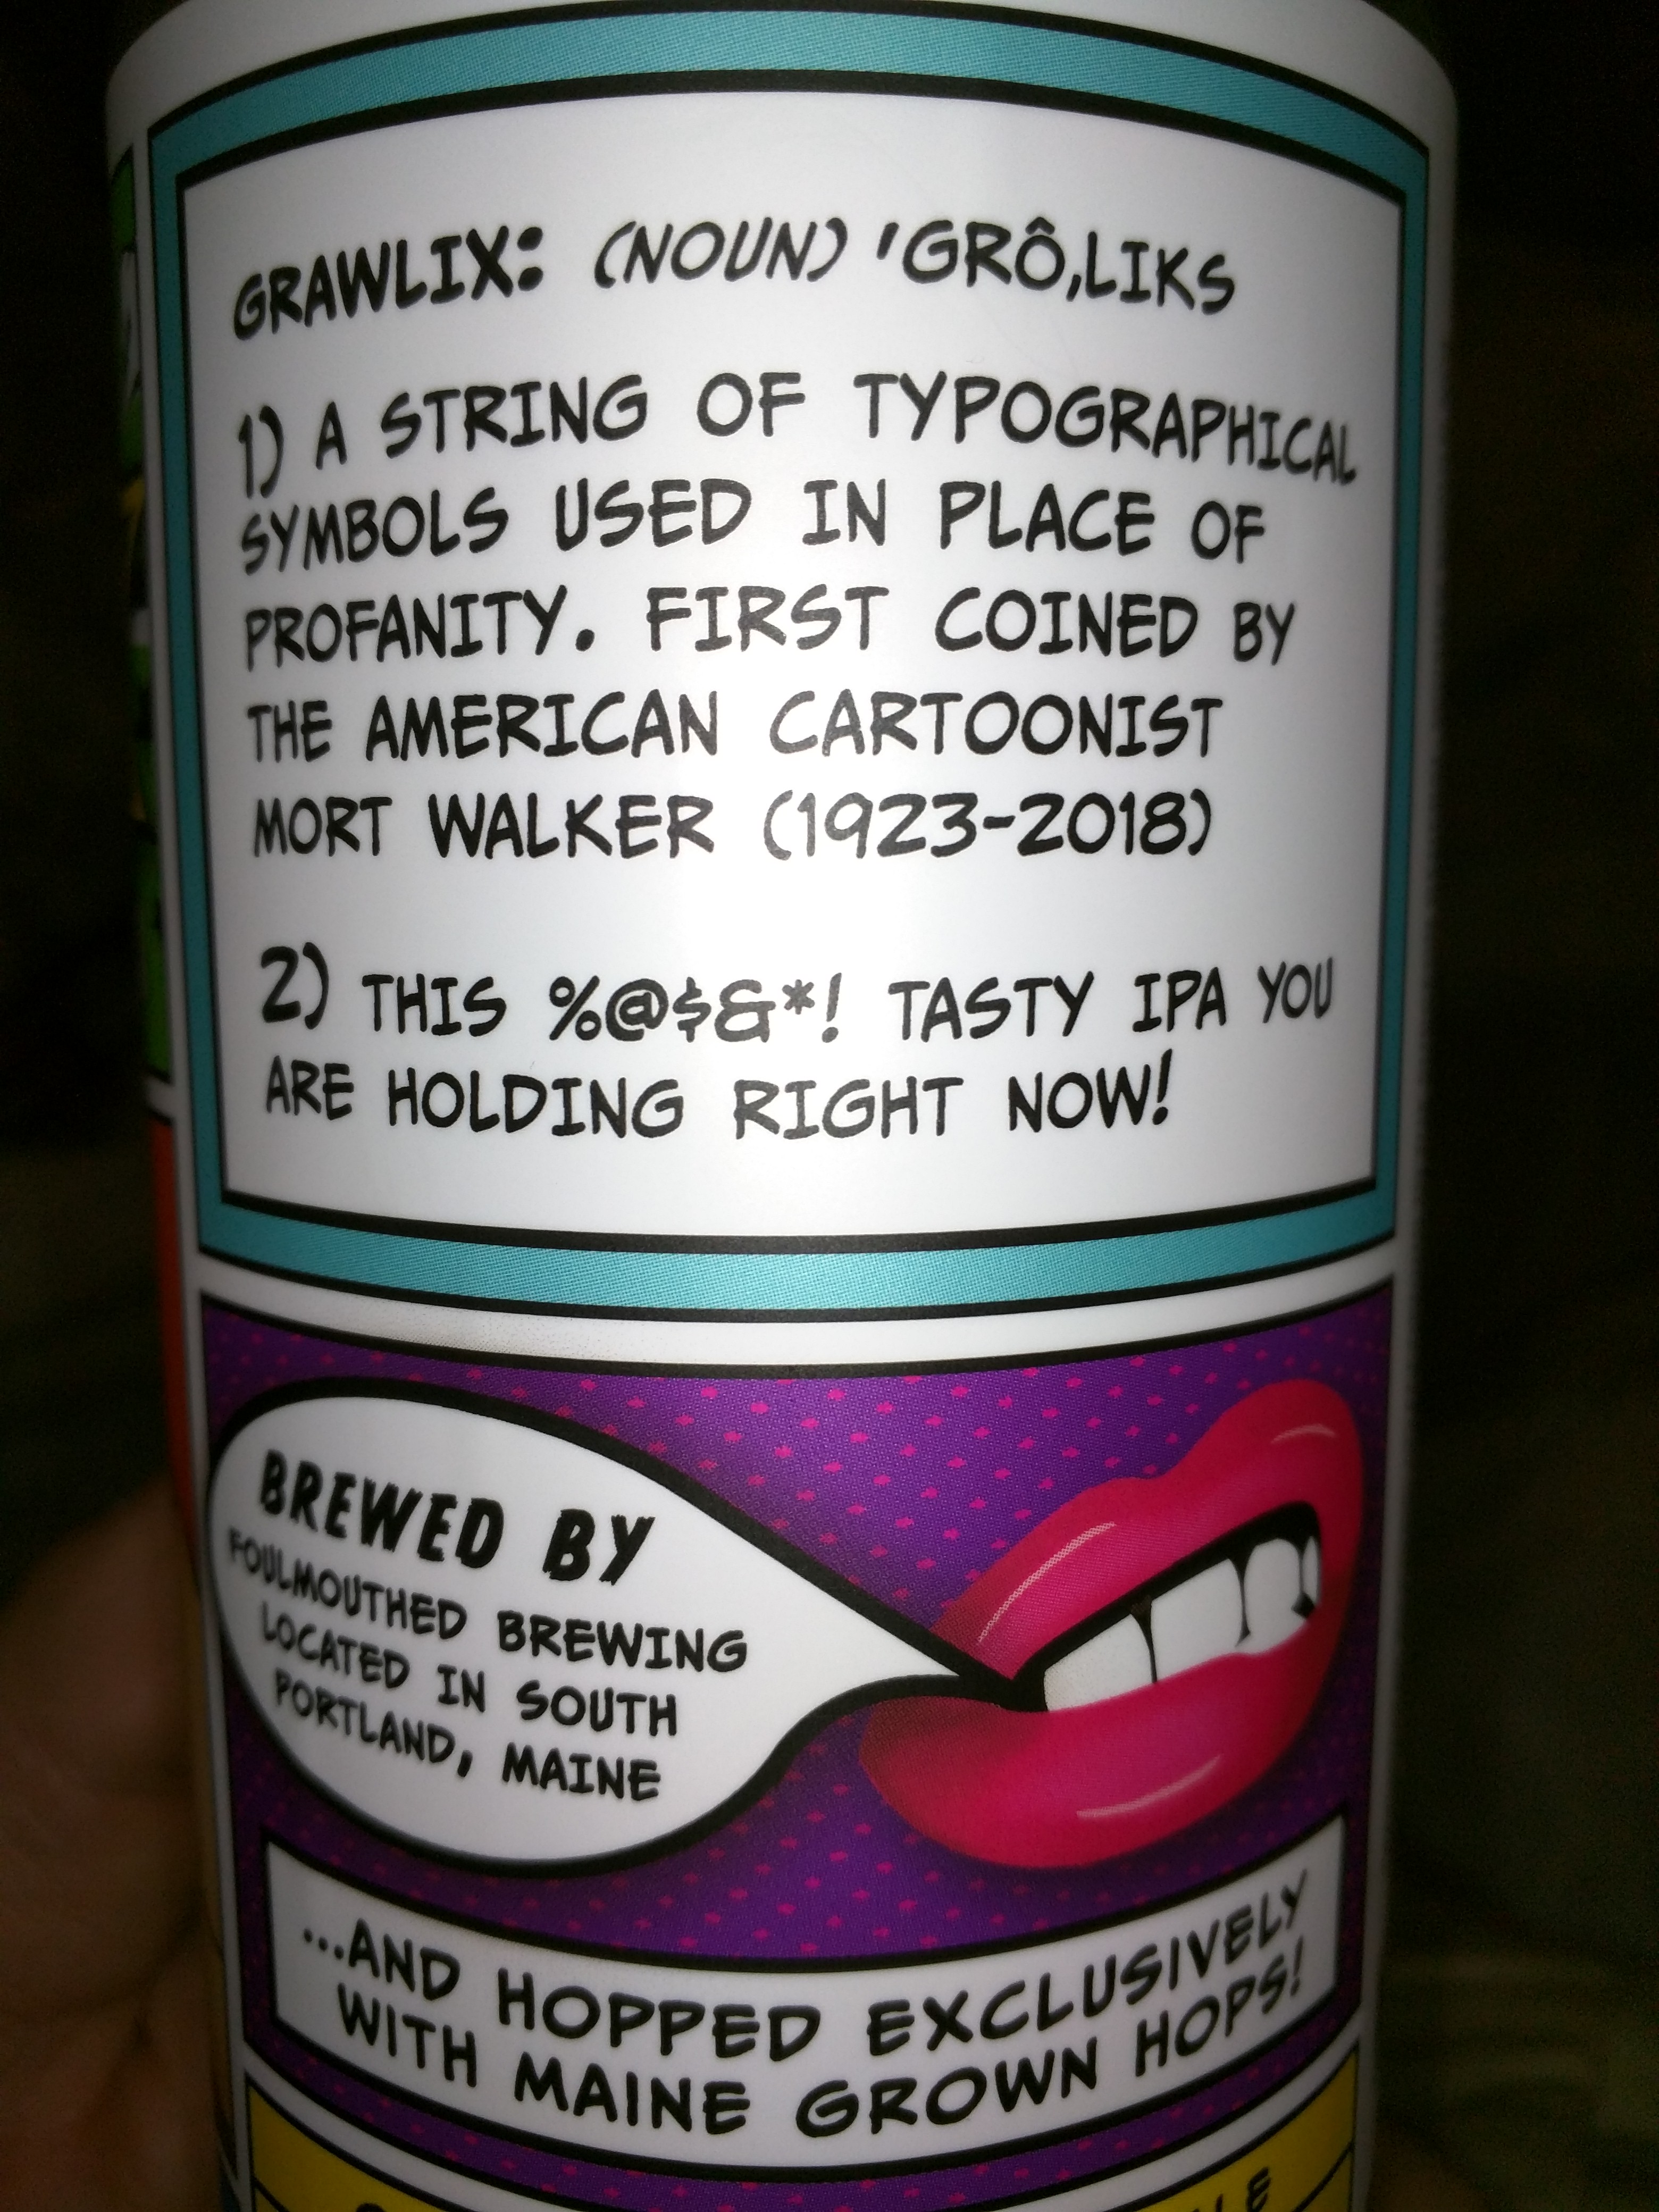 GRAWLIX: (NOUN) 'GRÔ,LIKS
1) A STRING OF TYPOGRAPHICAL
SYMBOLS USED IN PLACE OF
PROFANITY. FIRST COINED BY
THE AMERICAN CARTOONIST
MORT WALKER (1923-2018)
2) THIS %@$&*! TASTY IPA YOU
ARE HOLDING RIGHT NOW!
BREWED BY
FOULMOUTHED BREWING
LOCATED IN SOUTH
PORTLAND, MAINE
...AND HOPPED EXCLUSIVELY
WITH MAINE GROWN HOPS!